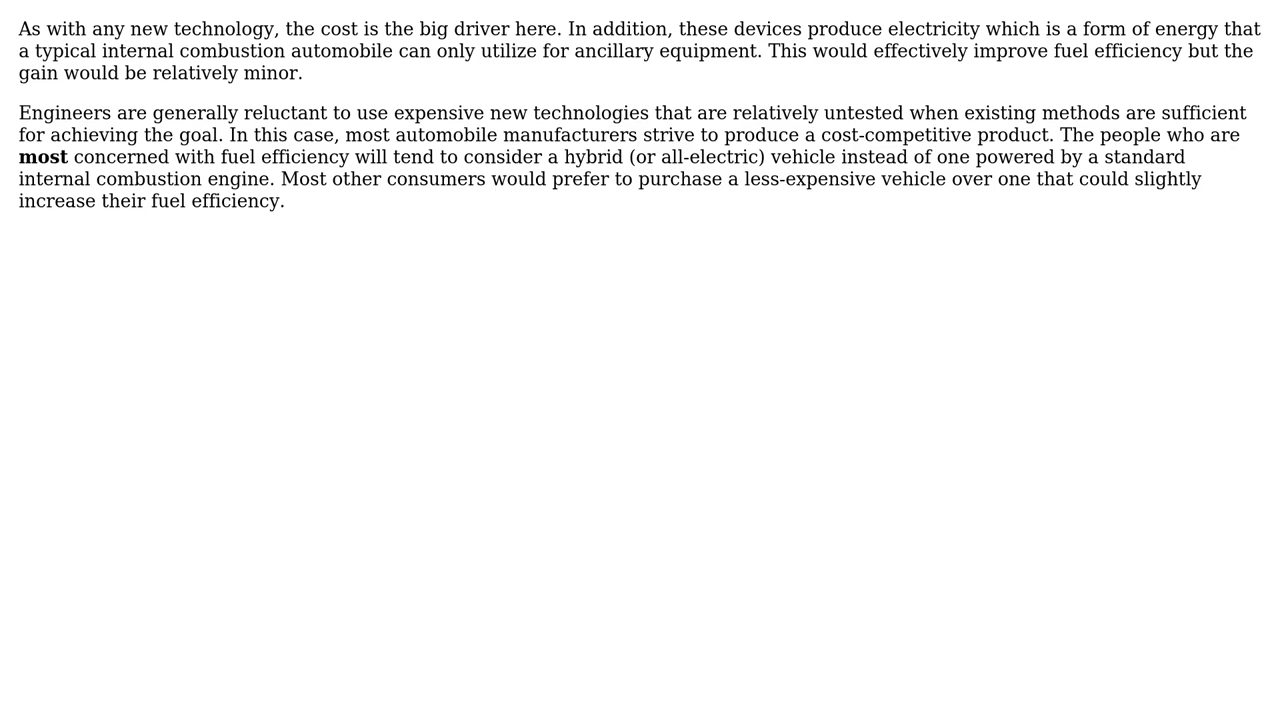 As with any new technology, the cost is the big driver here. In addition, these devices produce electricity which is a form of energy that
a typical internal combustion automobile can only utilize for ancillary equipment. This would effectively improve fuel efficiency but the
gain would be relatively minor.
Engineers are generally reluctant to use expensive new technologies that are relatively untested when existing methods are sufficient
for achieving the goal. In this case, most automobile manufacturers strive to produce a cost-competitive product. The people who are
most concerned with fuel efficiency will tend to consider a hybrid (or all-electric) vehicle instead of one powered by a standard
internal combustion engine. Most other consumers would prefer to purchase a less-expensive vehicle over one that could slightly
increase their fuel efficiency.